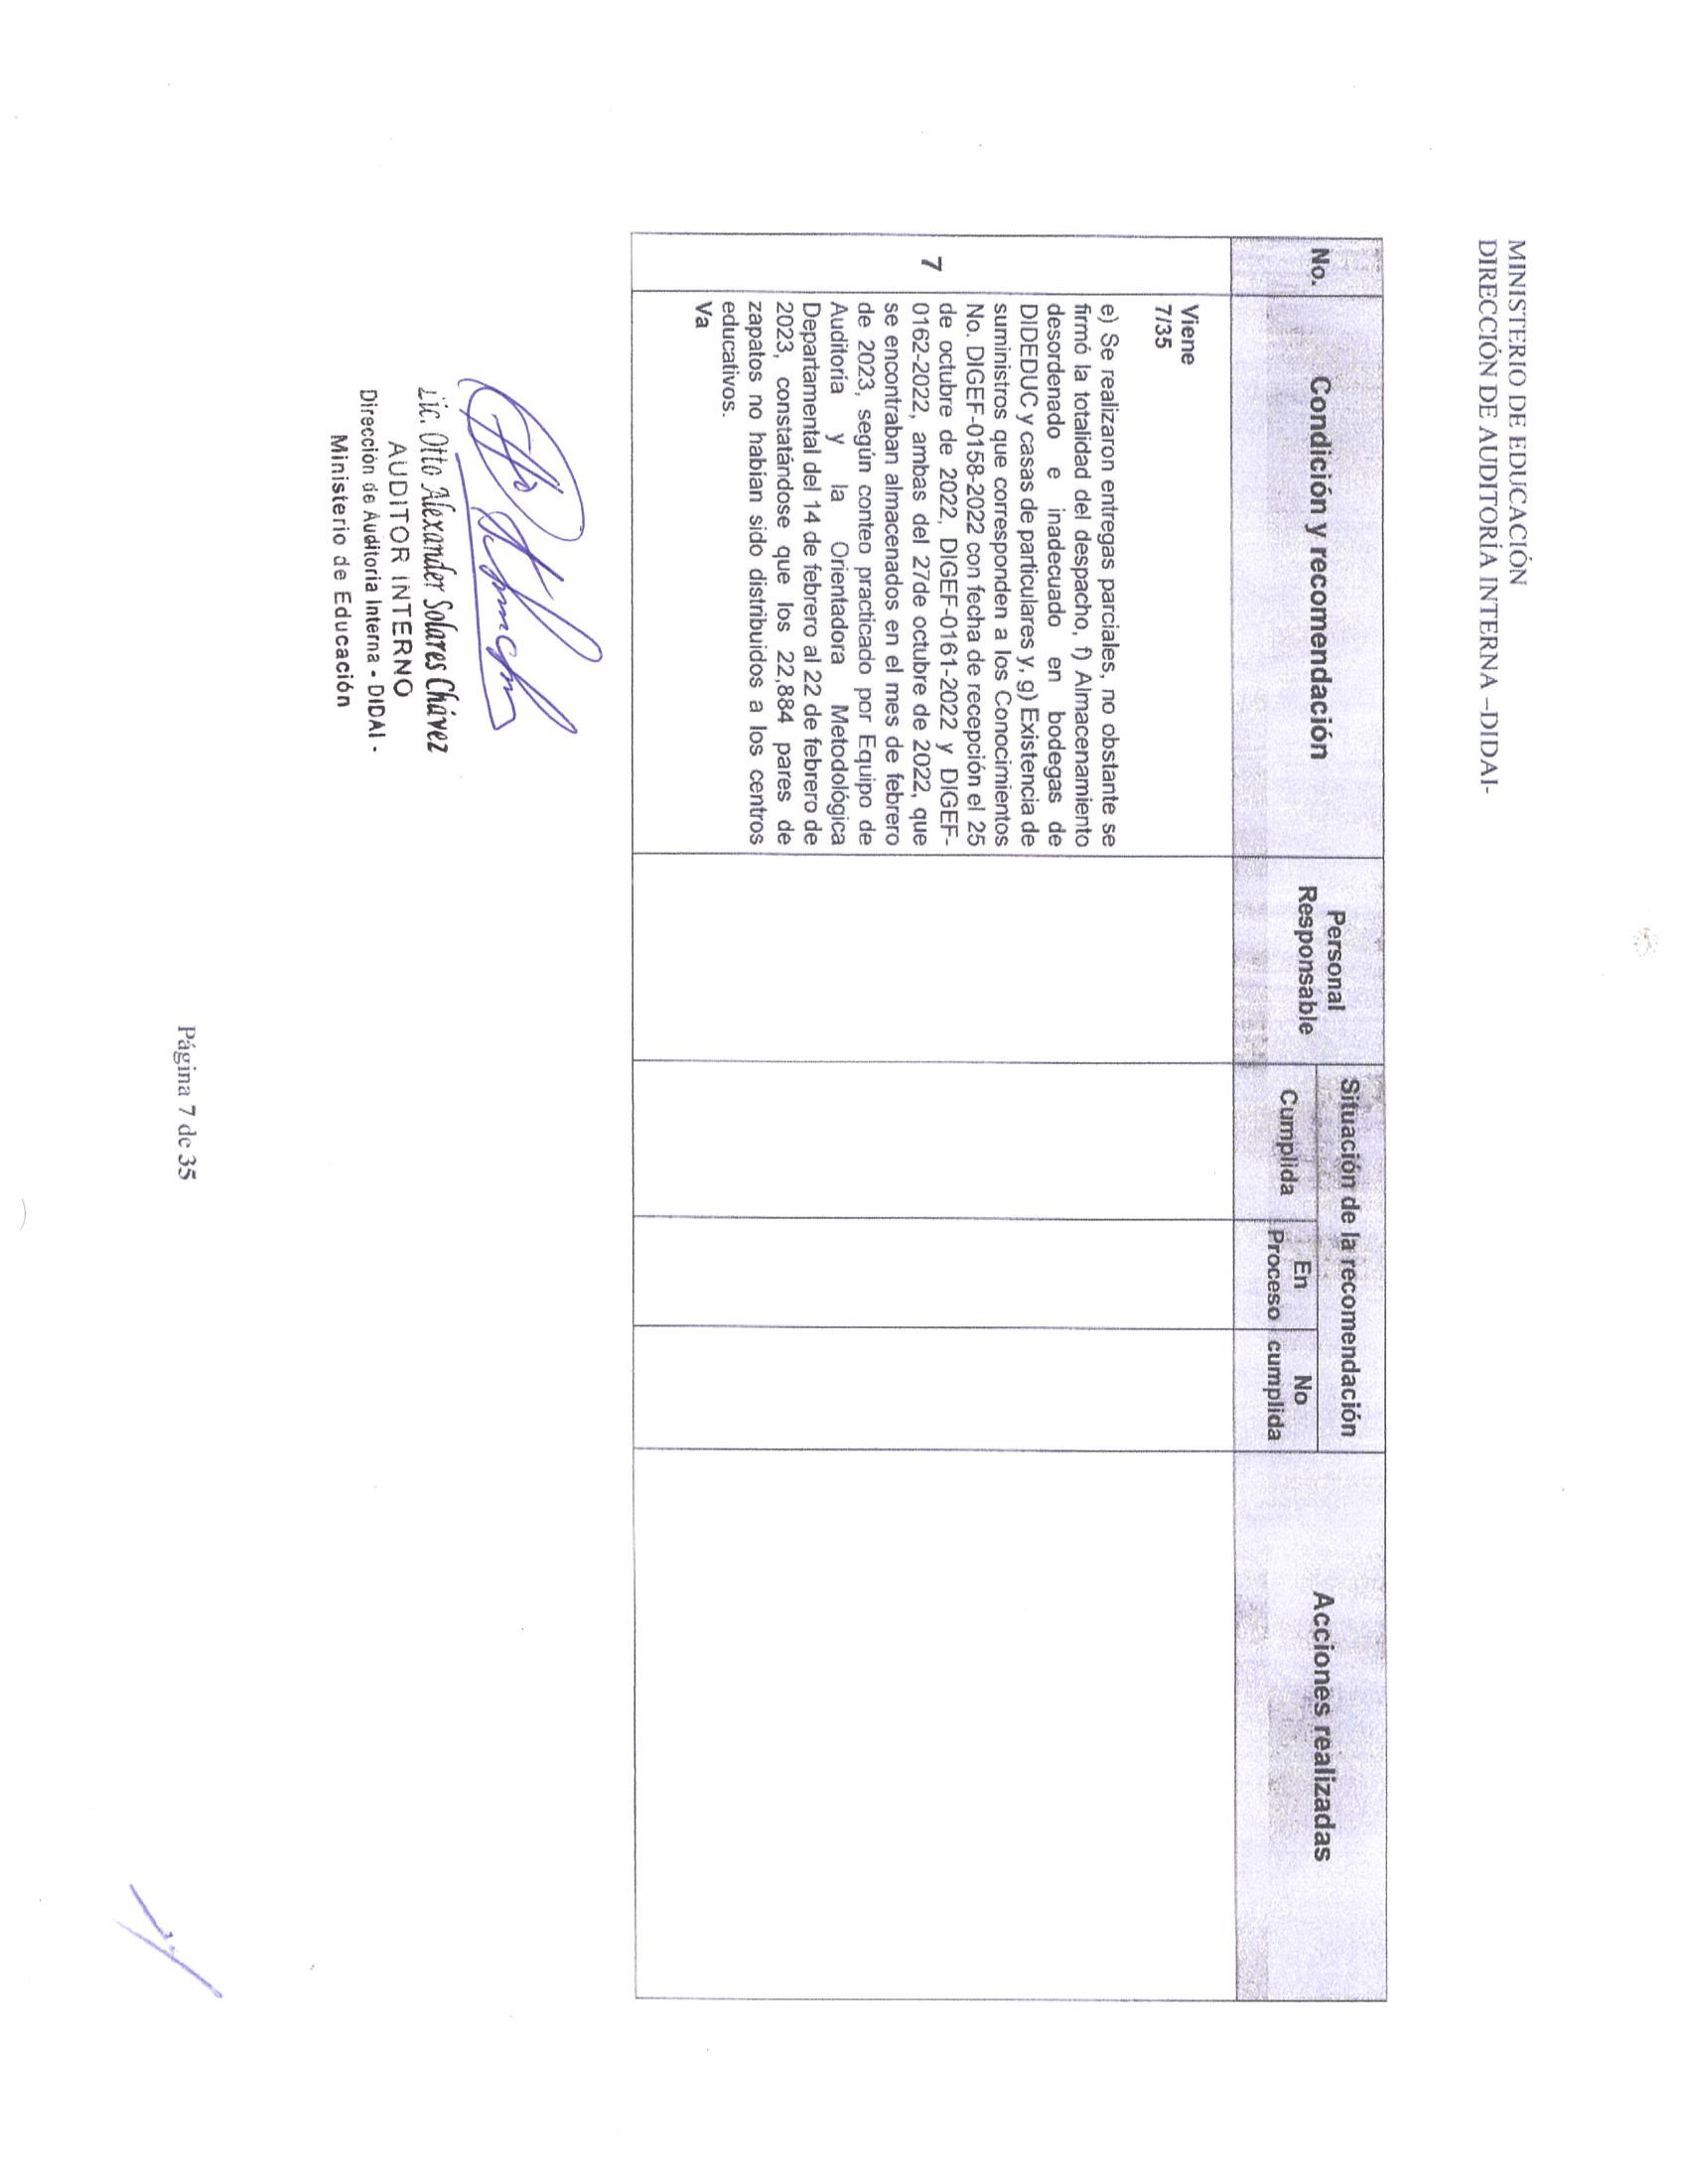 MINISTERIO DE EDUCACIÓN
DIRECCIÓN DE AUDITORÍA INTERNA –DIDAI-
No.
Condición y recomendación
Personal
Responsable
Situación de la recomendación
Cumplida
En
Proceso
No
cumplida
Acciones realizadas
7
Viene
7/35
e) Se realizaron entregas parciales, no obstante se
firmó la totalidad del despacho, f) Almacenamiento
desordenado e inadecuado en bodegas de
DIDEDUC y casas de particulares y, g) Existencia de
suministros que corresponden a los Conocimientos
No. DIGEF-0158-2022 con fecha de recepción el 25
de octubre de 2022, DIGEF-0161-2022 y DIGEF-
0162-2022, ambas del 27de octubre de 2022, que
se encontraban almacenados en el mes de febrero
de 2023, según conteo practicado por Equipo de
Auditoría y la Orientadora Metodológica
Departamental del 14 de febrero al 22 de febrero de
2023, constatándose que los 22,884 pares de
zapatos no habían sido distribuidos a los centros
educativos.
Va
Lic. Otto Alexander Solares Chávez
AUDITOR INTERNO
Dirección de Auditoria Interna - DIDAI -
Ministerio de Educación
Página 7 de 35